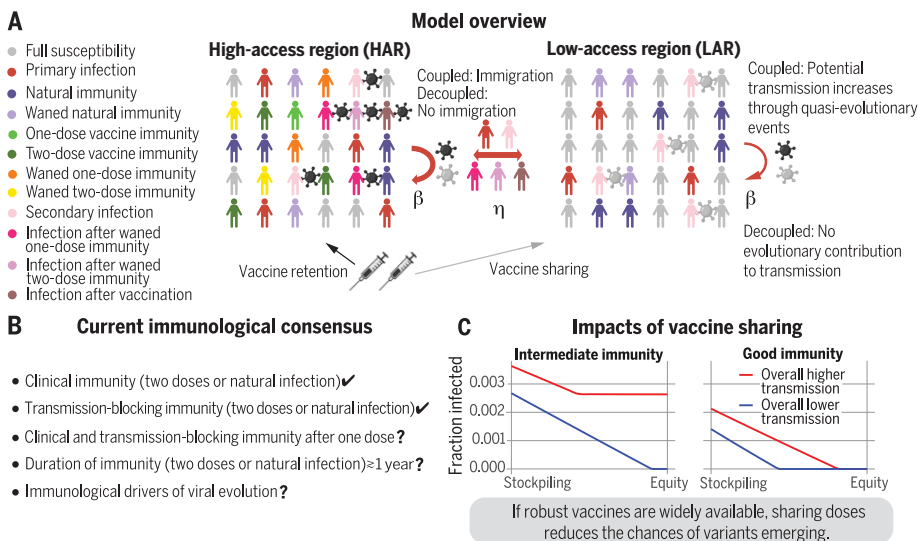 A
Model overview
High-access region (HAR)
Low-access region (LAR)
Full susceptibility
Primary infection
Natural immunity
Waned natural immunity
One-dose vaccine immunity
Two-dose vaccine immunity
Waned one-dose immunity
Waned two-dose immunity
Secondary infection
Infection after waned
one-dose immunity
Infection after waned
two-dose immunity
Infection after vaccination
Coupled: Immigration
Decoupled:
No immigration
β
η
Coupled: Potential
transmission increases
through quasi-evolutionary
events
β
Decoupled: No
evolutionary contribution
to transmission
Vaccine retention
Vaccine sharing
B
Current immunological consensus
• Clinical immunity (two doses or natural infection)✔
• Transmission-blocking immunity (two doses or natural infection)✔
• Clinical and transmission-blocking immunity after one dose?
• Duration of immunity (two doses or natural infection)≥1 year?
• Immunological drivers of viral evolution?
C
Impacts of vaccine sharing
Intermediate immunity
Good immunity
Overall higher
transmission
Overall lower
transmission
Fraction infected
0.003
0.002
0.001
0.000
Stockpiling
Equity
Stockpiling
Equity
If robust vaccines are widely available, sharing doses
reduces the chances of variants emerging.